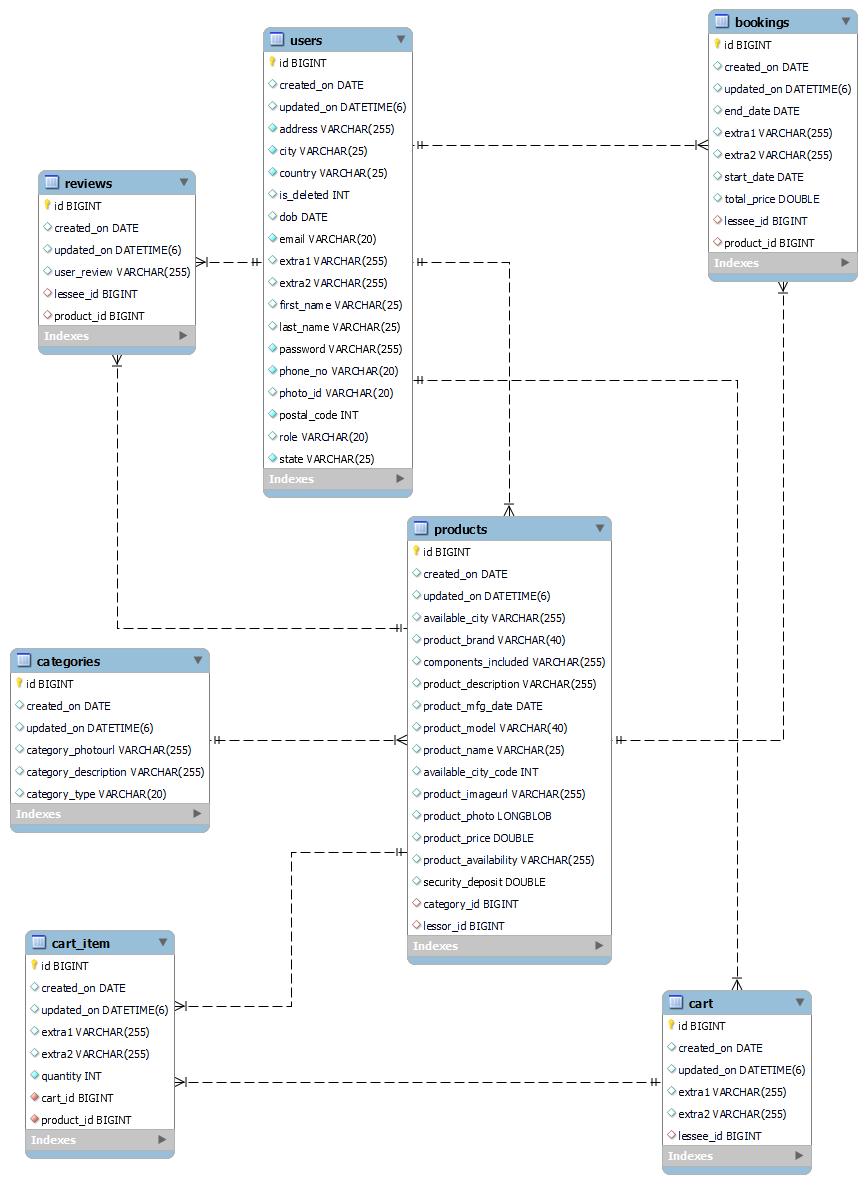 users
id BIGINT
created_on DATE
updated_on DATETIME(6)
address VARCHAR(255)
city VARCHAR(25)
country VARCHAR(25)
is_deleted INT
dob DATE
email VARCHAR(20)
extra1 VARCHAR(255)
extra2 VARCHAR(255)
first_name VARCHAR(25)
last_name VARCHAR(25)
password VARCHAR(255)
phone_no VARCHAR(20)
photo_id VARCHAR(20)
postal_code INT
role VARCHAR(20)
state VARCHAR(25)
Indexes
bookings
id BIGINT
created_on DATE
updated_on DATETIME(6)
end_date DATE
extra1 VARCHAR(255)
extra2 VARCHAR(255)
start_date DATE
total_price DOUBLE
lessee_id BIGINT
product_id BIGINT
Indexes
reviews
id BIGINT
created_on DATE
updated_on DATETIME(6)
user_review VARCHAR(255)
lessee_id BIGINT
product_id BIGINT
Indexes
products
id BIGINT
created_on DATE
updated_on DATETIME(6)
available_city VARCHAR(255)
product_brand VARCHAR(40)
components_included VARCHAR(255)
product_description VARCHAR(255)
product_mfg_date DATE
product_model VARCHAR(40)
product_name VARCHAR(25)
available_city_code INT
product_imageurl VARCHAR(255)
product_photo LONGBLOB
product_price DOUBLE
product_availability VARCHAR(255)
security_deposit DOUBLE
category_id BIGINT
lessor_id BIGINT
Indexes
categories
id BIGINT
created_on DATE
updated_on DATETIME(6)
category_photourl VARCHAR(255)
category_description VARCHAR(255)
category_type VARCHAR(20)
Indexes
cart_item
id BIGINT
created_on DATE
updated_on DATETIME(6)
extra1 VARCHAR(255)
extra2 VARCHAR(255)
quantity INT
cart_id BIGINT
product_id BIGINT
Indexes
cart
id BIGINT
created_on DATE
updated_on DATETIME(6)
extra1 VARCHAR(255)
extra2 VARCHAR(255)
lessee_id BIGINT
Indexes